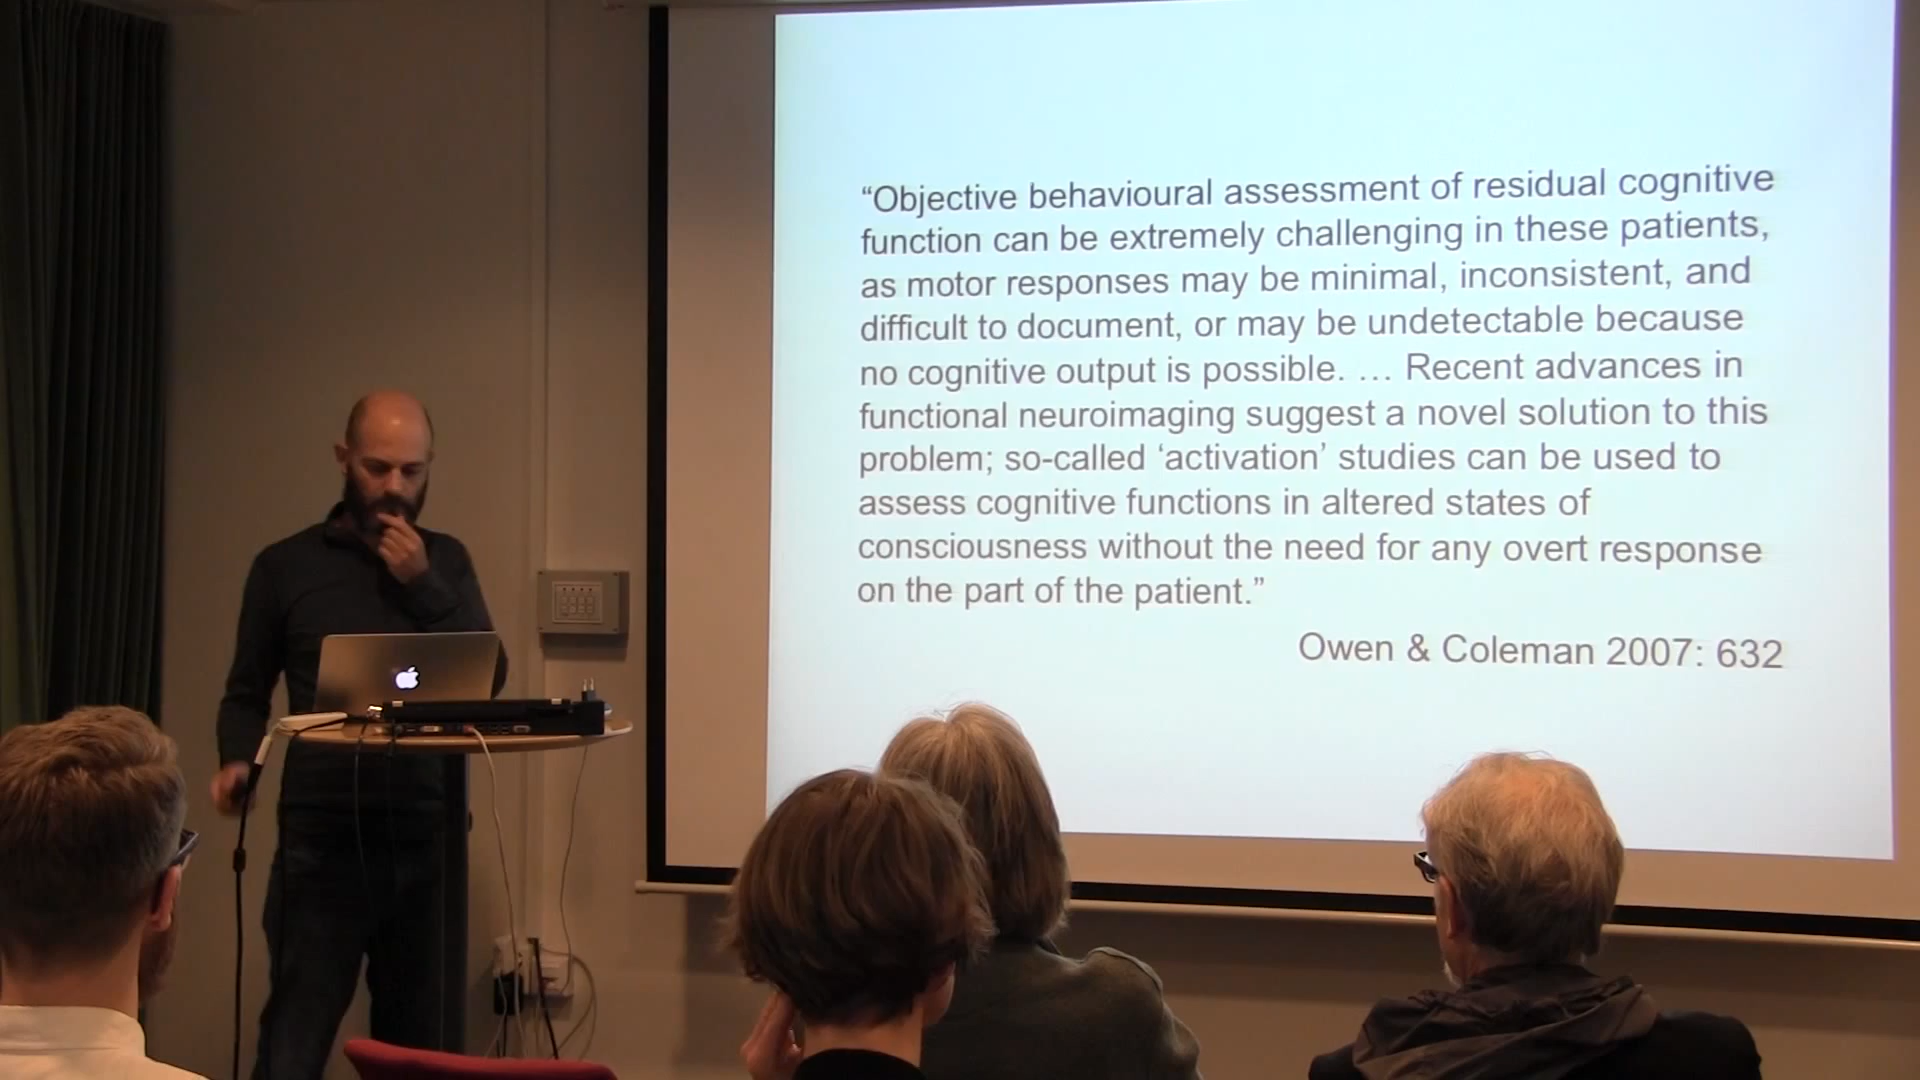 “Objective behavioural assessment of residual cognitive
function can be extremely challenging in these patients,
as motor responses may be minimal, inconsistent, and
difficult to document, or may be undetectable because
no cognitive output is possible. … Recent advances in
functional neuroimaging suggest a novel solution to this
problem; so-called ‘activation’ studies can be used to
assess cognitive functions in altered states of
consciousness without the need for any overt response
on the part of the patient.”
Owen & Coleman 2007: 632